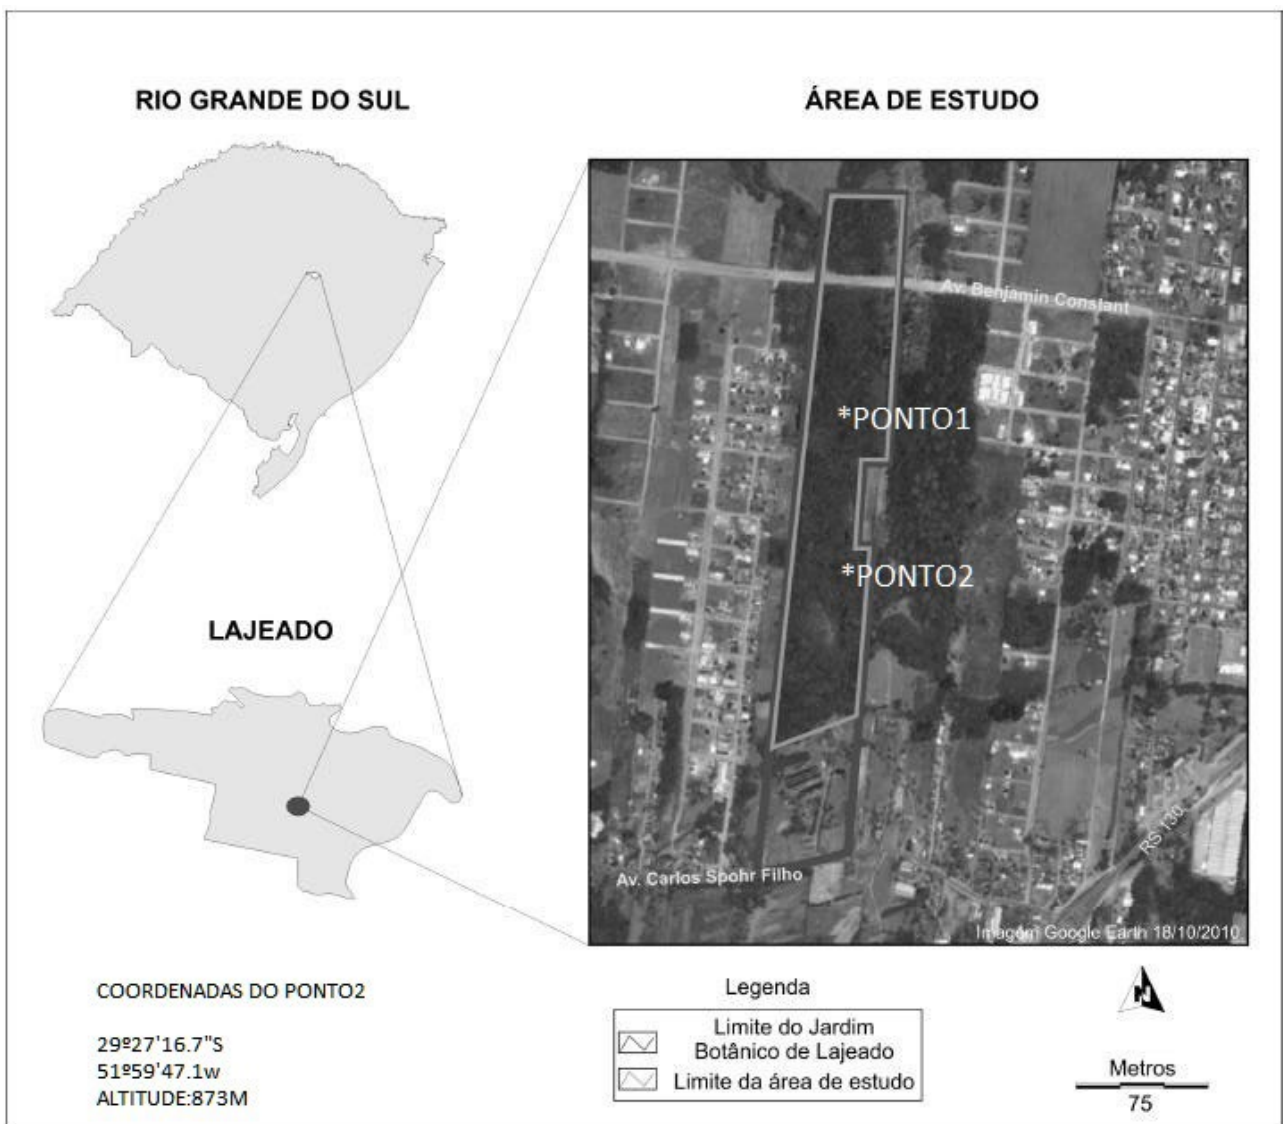 RIO GRANDE DO SUL
ÁREA DE ESTUDO
Av. Benjamin Constant
*PONTO1
*PONTO2
LAJEADO
RS 130
Av. Carlos Spohr Filho
Imagem Google Earth 18/10/2010
COORDENADAS DO PONTO2
29º27'16.7"S
51º59'47.1w
ALTITUDE:873M
Legenda
Limite do Jardim
Botânico de Lajeado
Limite da área de estudo
N
Metros
75